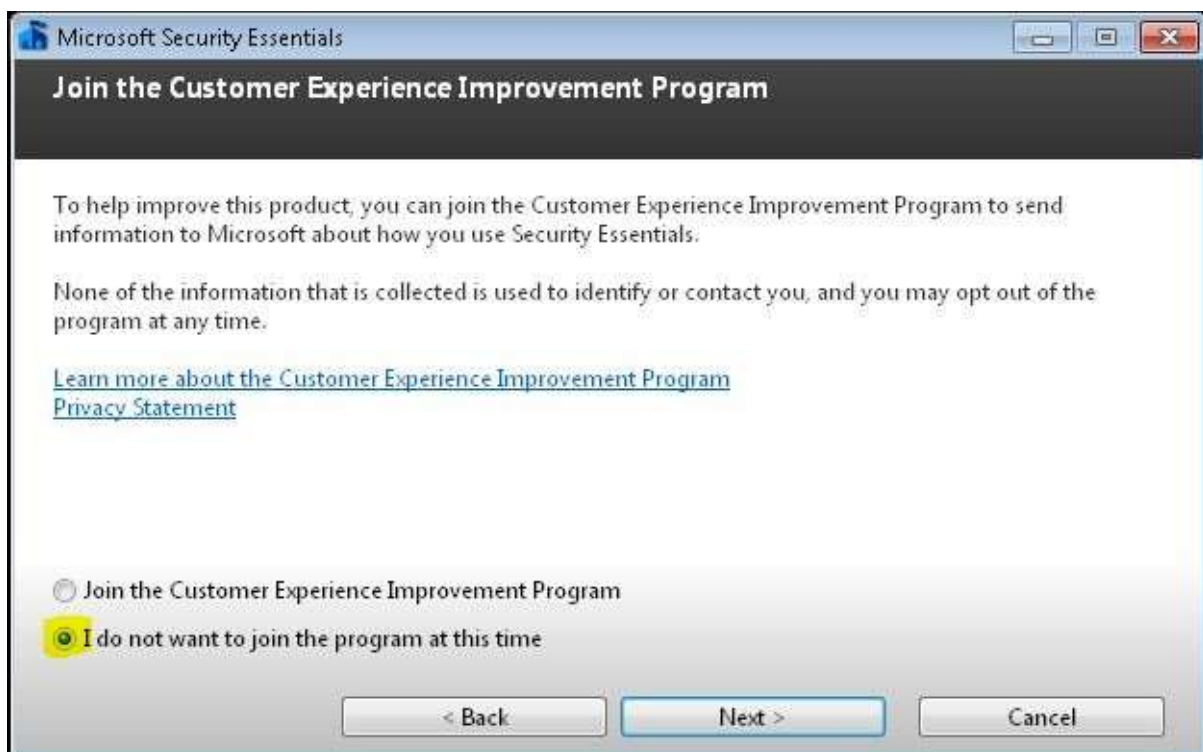 Microsoft Security Essentials
Join the Customer Experience Improvement Program
To help improve this product, you can join the Customer Experience Improvement Program to send
information to Microsoft about how you use Security Essentials.
None of the information that is collected is used to identify or contact you, and you may opt out of the
program at any time.
Learn more about the Customer Experience Improvement Program
Privacy Statement
Join the Customer Experience Improvement Program
I do not want to join the program at this time
< Back
Next >
Cancel